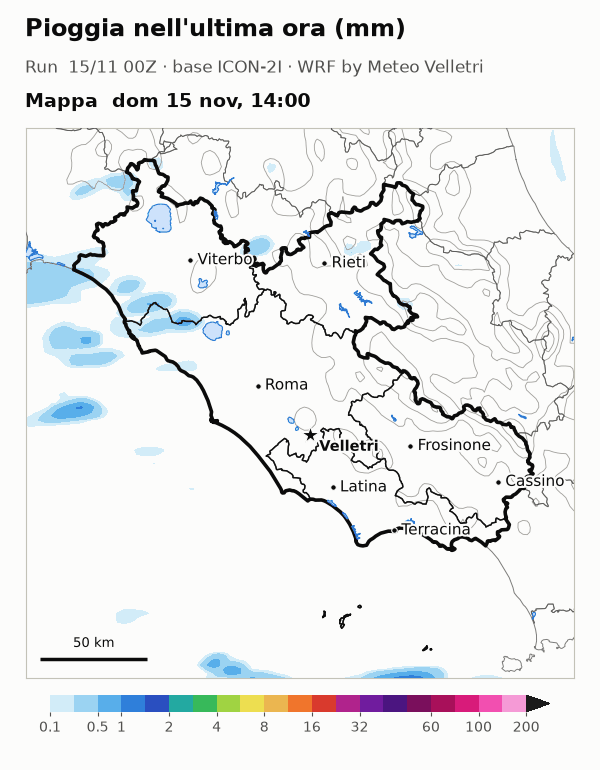 Pioggia nell'ultima ora (mm)
Run 15/11 00Z · base ICON-2I · WRF by Meteo Velletri
Mappa dom 15 nov, 14:00
Viterbo
Rieti
Roma
Velletri
Frosinone
Latina
Cassino
Terracina
50 km
0.1 0.5 1 2 4 8 16 32 60 100 200